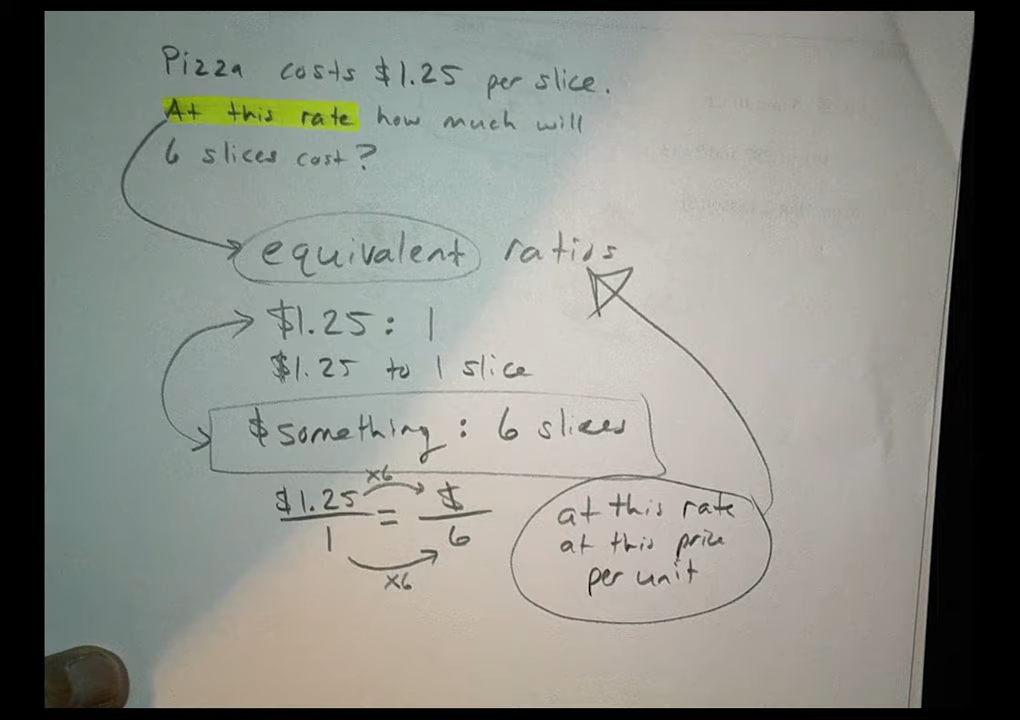 Pizza costs $1.25 per slice.
At this rate how much will
6 slices cost?
equivalent ratios
$1.25 : 1
$1.25 to 1 slice
$something : 6 slices
x6
$1.25 = $
1 6
x6
at this rate
at this price
per unit